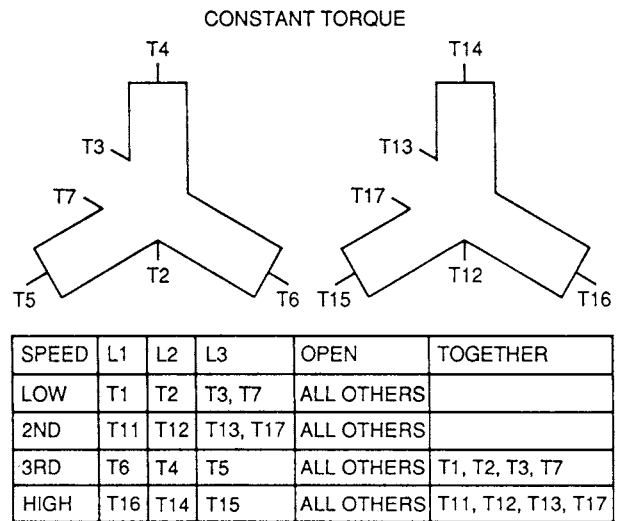 CONSTANT TORQUE
T4 T14
T3 T13
T7 T17
T2 T12
T5 T6 T15 T16
SPEED L1 L2 L3 OPEN TOGETHER
LOW T1 T2 T3, T7 ALL OTHERS
2ND T11 T12 T13, T17 ALL OTHERS
3RD T6 T4 T5 ALL OTHERS T1, T2, T3, T7
HIGH T16 T14 T15 ALL OTHERS T11, T12, T13, T17